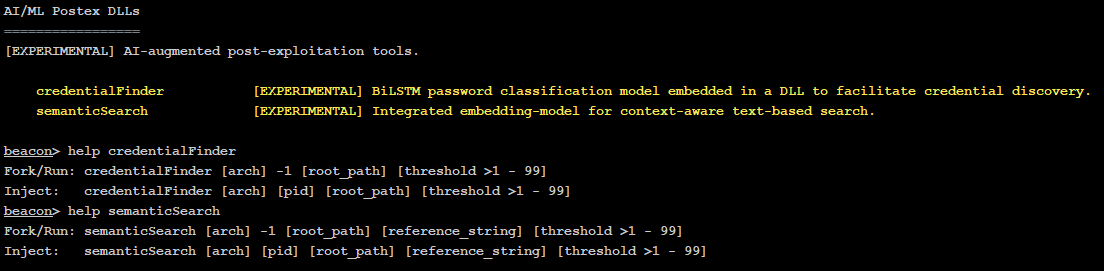 AI/ML Postex DLLs
=================
[EXPERIMENTAL] AI-augmented post-exploitation tools.
credentialFinder [EXPERIMENTAL] BiLSTM password classification model embedded in a DLL to facilitate credential discovery.
semanticSearch [EXPERIMENTAL] Integrated embedding-model for context-aware text-based search.
beacon> help credentialFinder
Fork/Run: credentialFinder [arch] -1 [root_path] [threshold >1 - 99]
Inject: credentialFinder [arch] [pid] [root_path] [threshold >1 - 99]
beacon> help semanticSearch
Fork/Run: semanticSearch [arch] -1 [root_path] [reference_string] [threshold >1 - 99]
Inject: semanticSearch [arch] [pid] [root_path] [reference_string] [threshold >1 - 99]